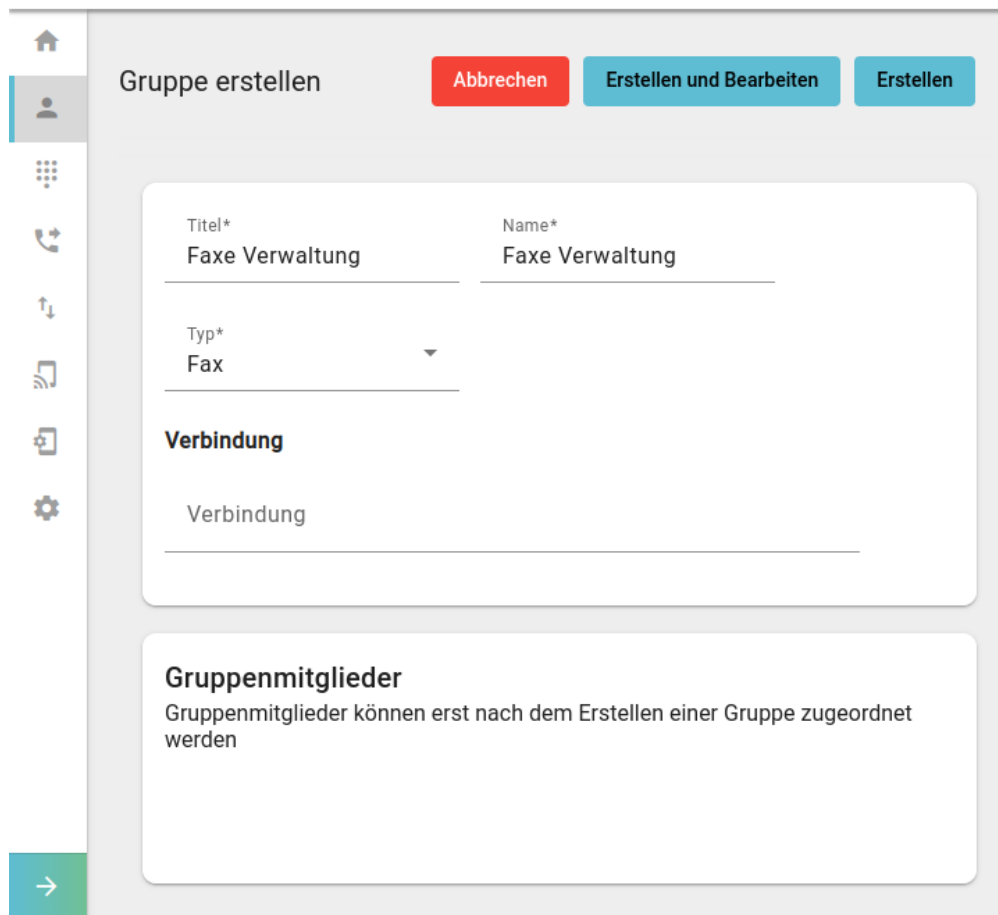 Gruppe erstellen
Abbrechen
Erstellen und Bearbeiten
Erstellen
Titel*
Faxe Verwaltung
Name*
Faxe Verwaltung
Typ*
Fax
Verbindung
Verbindung
Gruppenmitglieder
Gruppenmitglieder können erst nach dem Erstellen einer Gruppe zugeordnet
werden